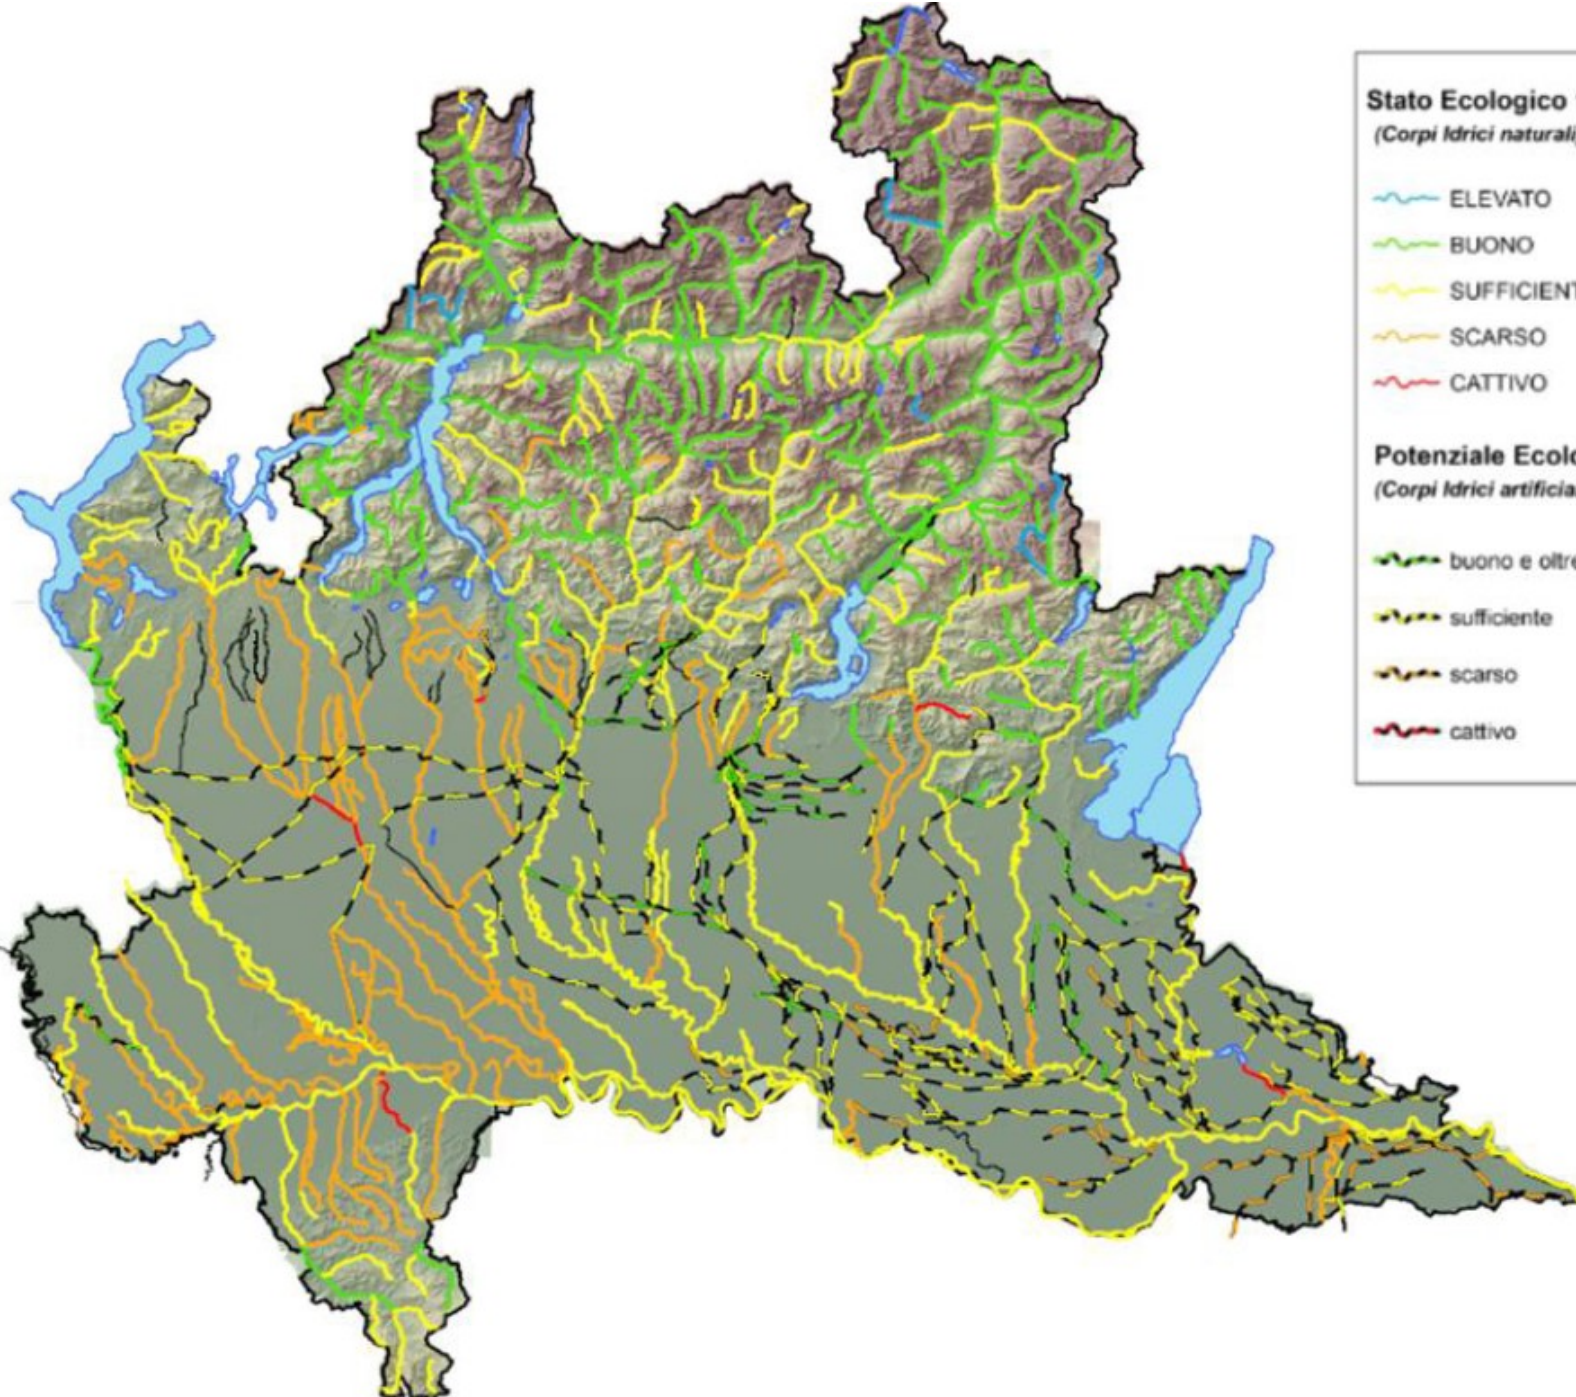 Stato Ecologico
(Corpi Idrici naturali
ELEVATO
BUONO
SUFFICIENT
SCARSO
CATTIVO
Potenziale Ecolo
(Corpi Idrici artificia
buono e oltre
sufficiente
scarso
cattivo